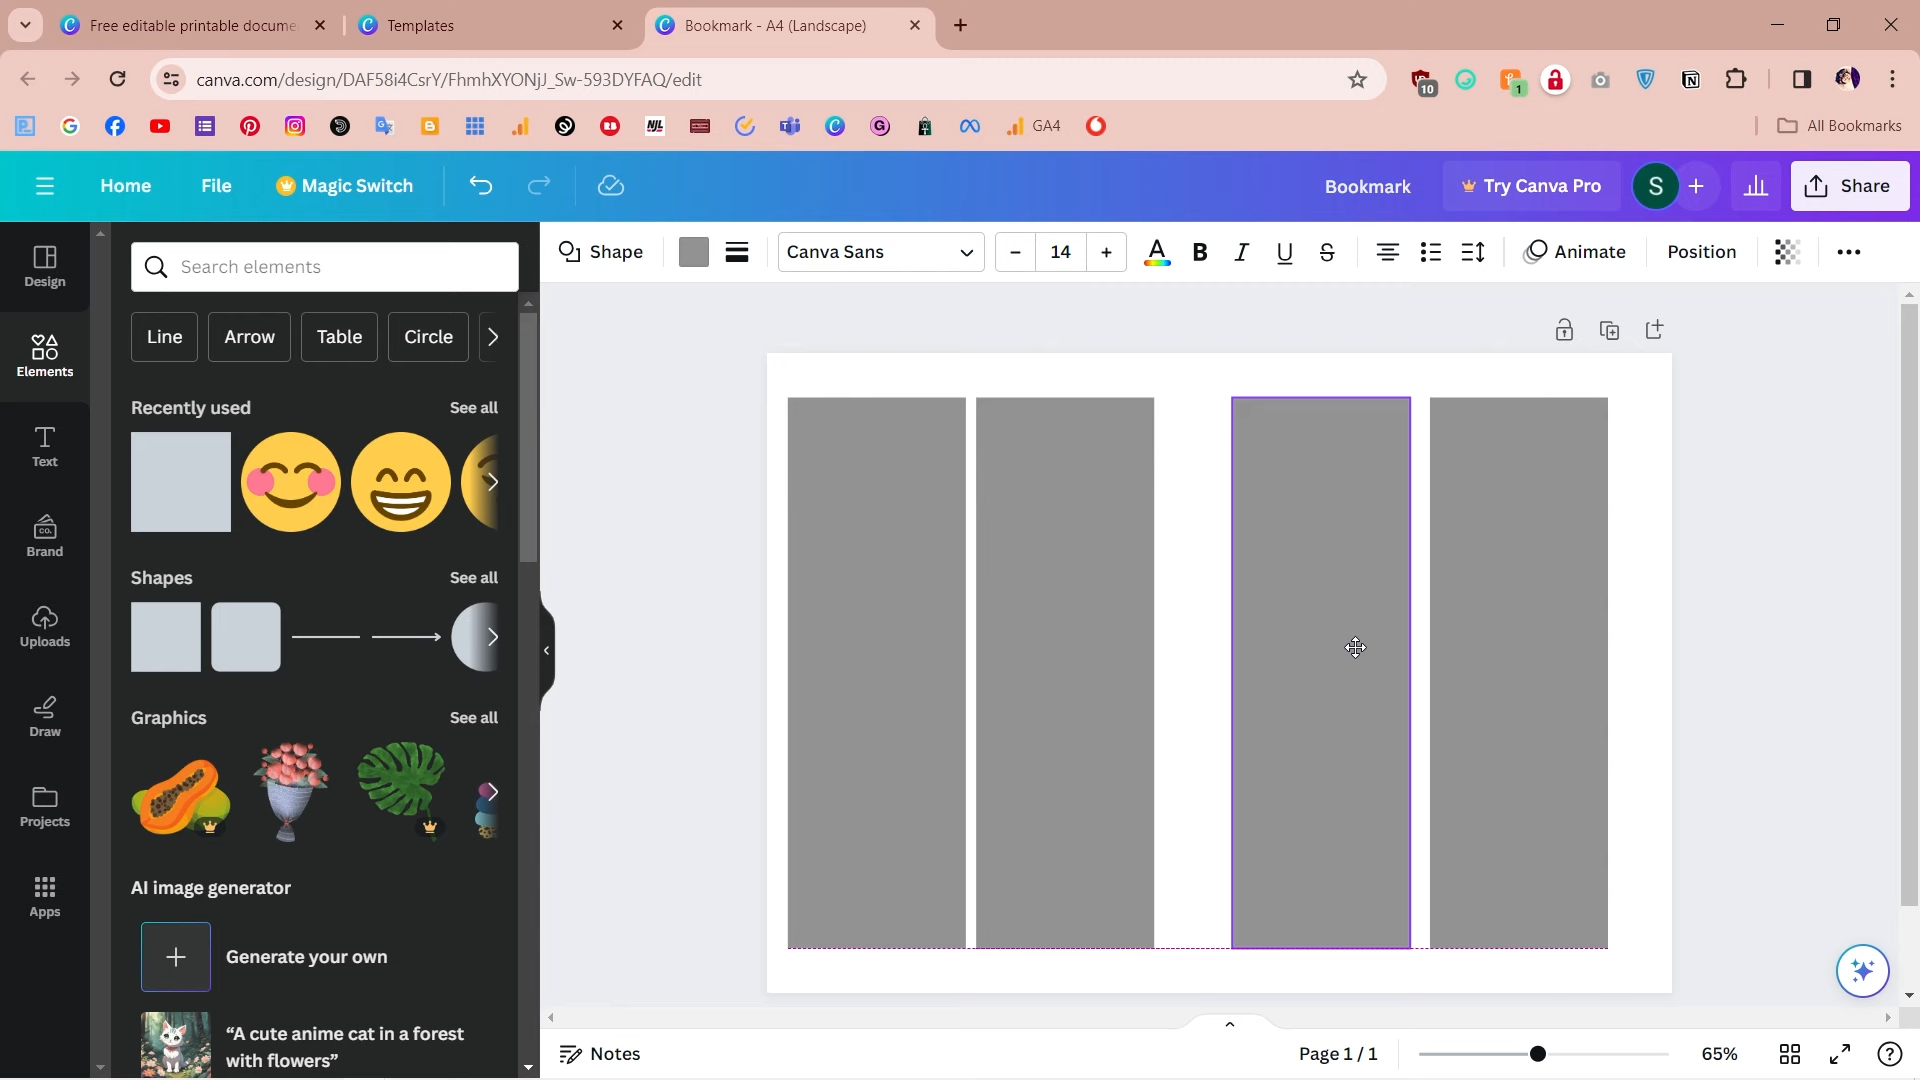 Free editable printable docume
Templates
Bookmark - A4 (Landscape)
canva.com/design/DAF58i4CsrY/FhmhXYONjJ_Sw-593DYFAQ/edit
10
1
NJL
GA4
All Bookmarks
Home
File
Magic Switch
Bookmark
Try Canva Pro
S
Share
Design
Elements
Text
CO.
Brand
Uploads
Draw
Projects
Apps
Search elements
Line
Arrow
Table
Circle
Recently used
See all
Shapes
See all
Graphics
See all
AI image generator
Generate your own
“A cute anime cat in a forest
with flowers”
Shape
Canva Sans
14
A
B
I
U
S
Animate
Position
Notes
Page 1 / 1
65%